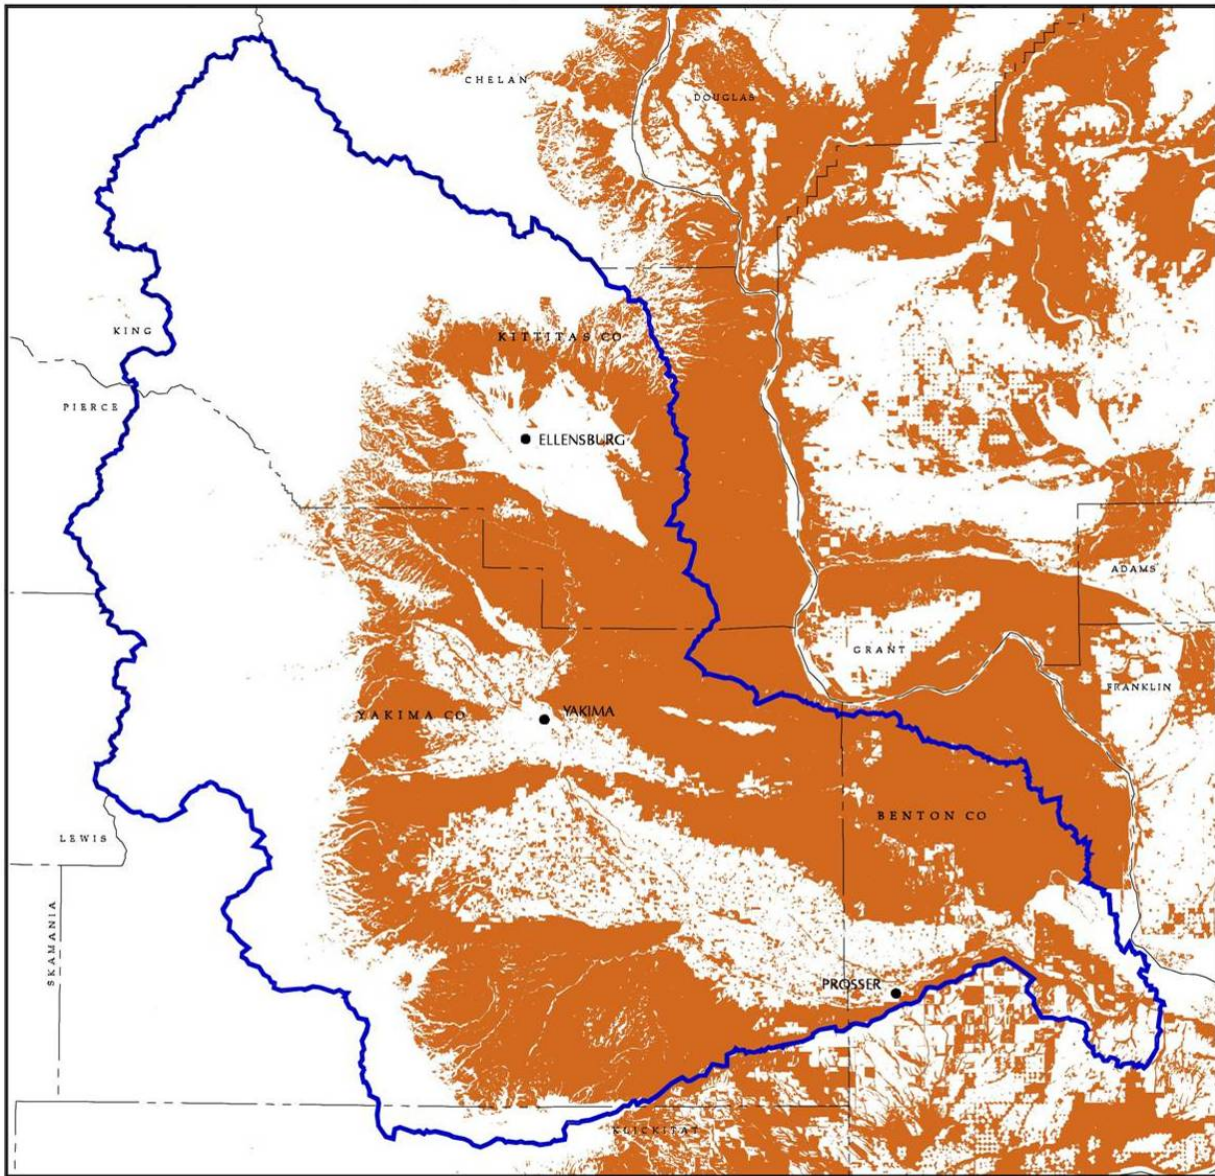 CHELAN
DOUGLAS
KING
KITTITAS CO
PIERCE
ELLENSBURG
ADAMS
GRANT
FRANKLIN
YAKIMA CO
YAKIMA
BENTON CO
LEWIS
SKAMANIA
PROSSER
KLICKITAT